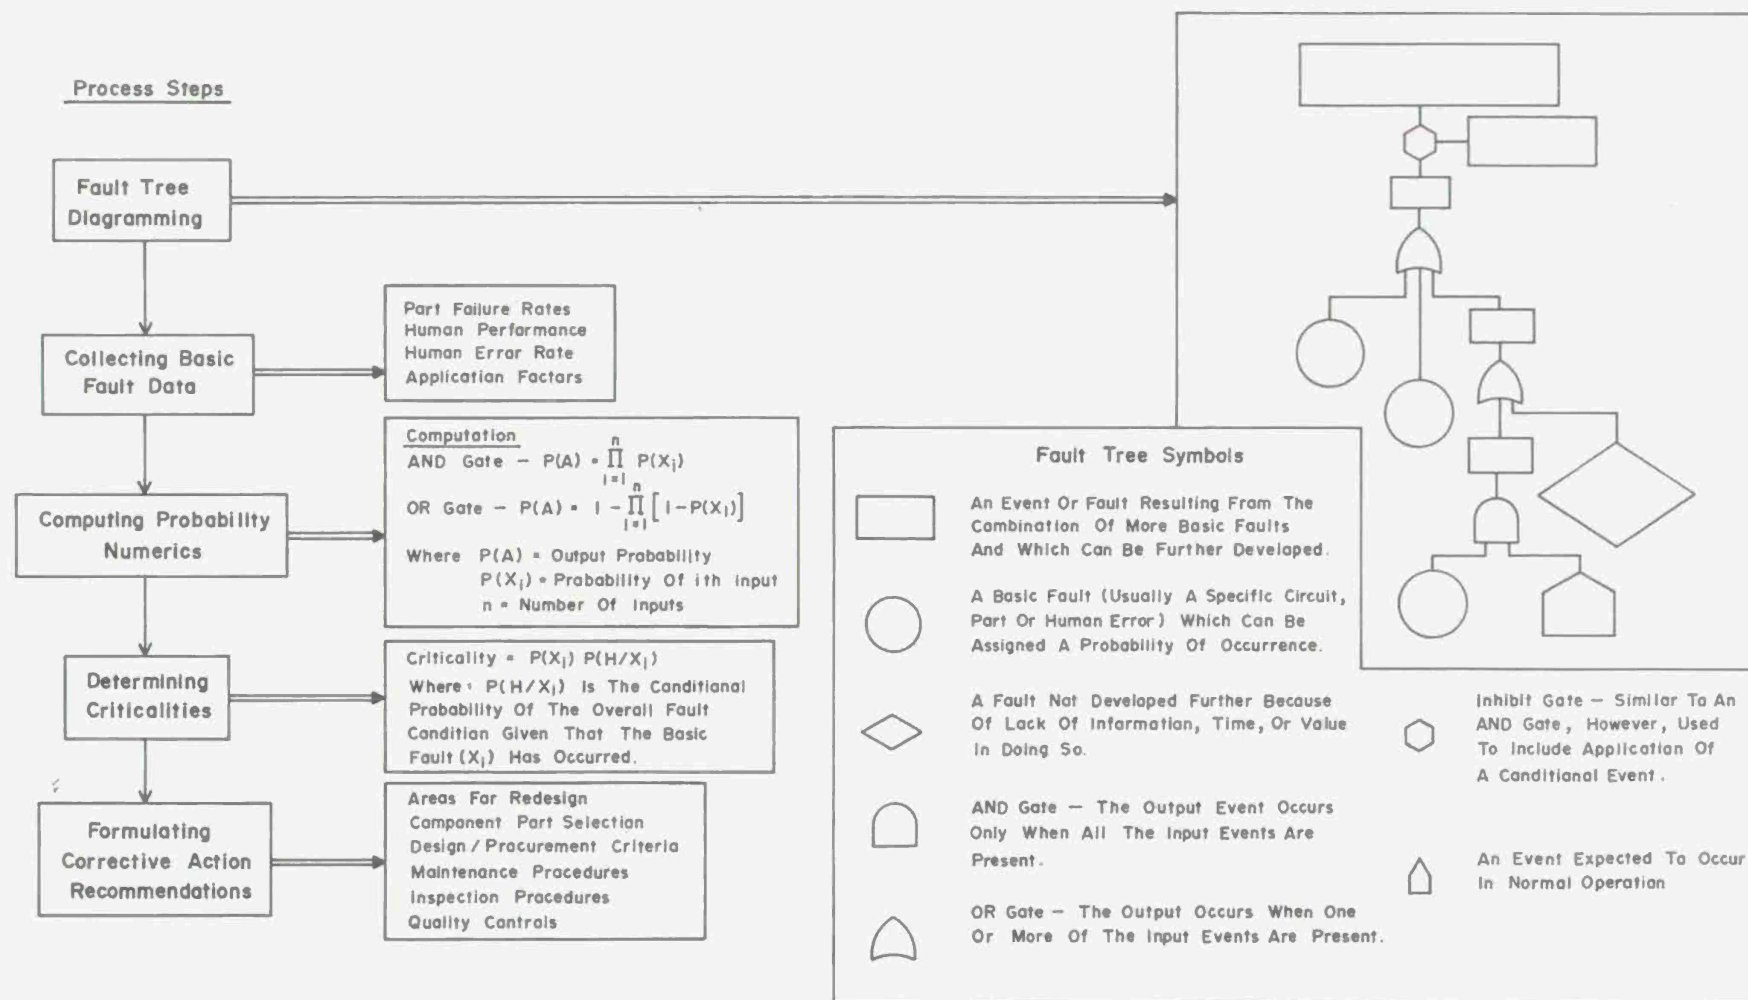 Process Steps
Fault Tree
Diagramming
Collecting Basic
Fault Data
Part Failure Rates
Human Performance
Human Error Rate
Application Factors
Computing Probability
Numerics
Computation
AND Gate — P(A) = ∏ⁿᵢ₌₁ P(Xᵢ)
OR Gate — P(A) = 1 — ∏ⁿᵢ₌₁ [1-P(Xᵢ)]
Where P(A) = Output Probability
P(Xᵢ) = Probability Of ith Input
n = Number Of Inputs
Determining
Criticalities
Criticality = P(Xᵢ) P(H/Xᵢ)
Where: P(H/Xᵢ) Is The Conditional
Probability Of The Overall Fault
Condition Given That The Basic
Fault (Xᵢ) Has Occurred.
Formulating
Corrective Action
Recommendations
Areas For Redesign
Component Part Selection
Design/Procurement Criteria
Maintenance Procedures
Inspection Procedures
Quality Controls
Fault Tree Symbols
An Event Or Fault Resulting From The
Combination Of More Basic Faults
And Which Can Be Further Developed.
A Basic Fault (Usually A Specific Circuit,
Part Or Human Error) Which Can Be
Assigned A Probability Of Occurrence.
A Fault Not Developed Further Because
Of Lack Of Information, Time, Or Value
In Doing So.
AND Gate — The Output Event Occurs
Only When All The Input Events Are
Present.
OR Gate — The Output Occurs When One
Or More Of The Input Events Are Present.
Inhibit Gate — Similar To An
AND Gate, However, Used
To Include Application Of
A Conditional Event.
An Event Expected To Occur
In Normal Operation